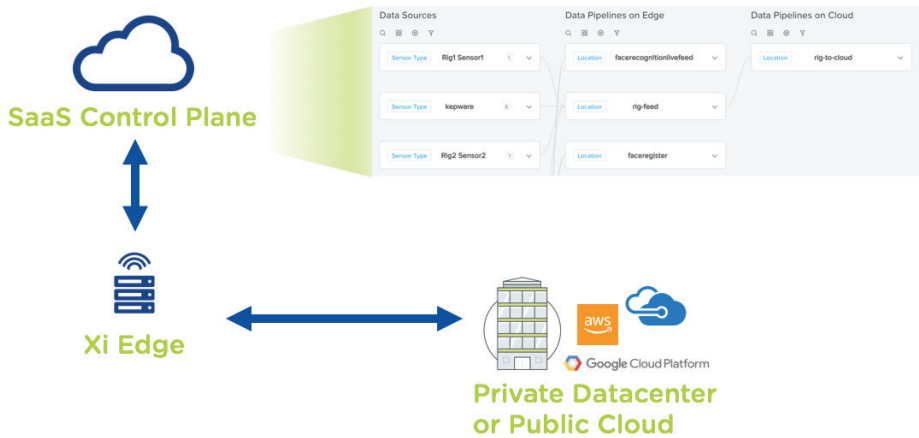 Data Sources
Data Pipelines on Edge
Data Pipelines on Cloud
Sensor Type Rig1 Sensor1 1
Location facerecognitionlivefeed
Location rig-to-cloud
SaaS Control Plane
Sensor Type kepware 4
Location rig-feed
Sensor Type Rig2 Sensor2 1
Location faceregister
Xi Edge
aws
Google Cloud Platform
Private Datacenter
or Public Cloud